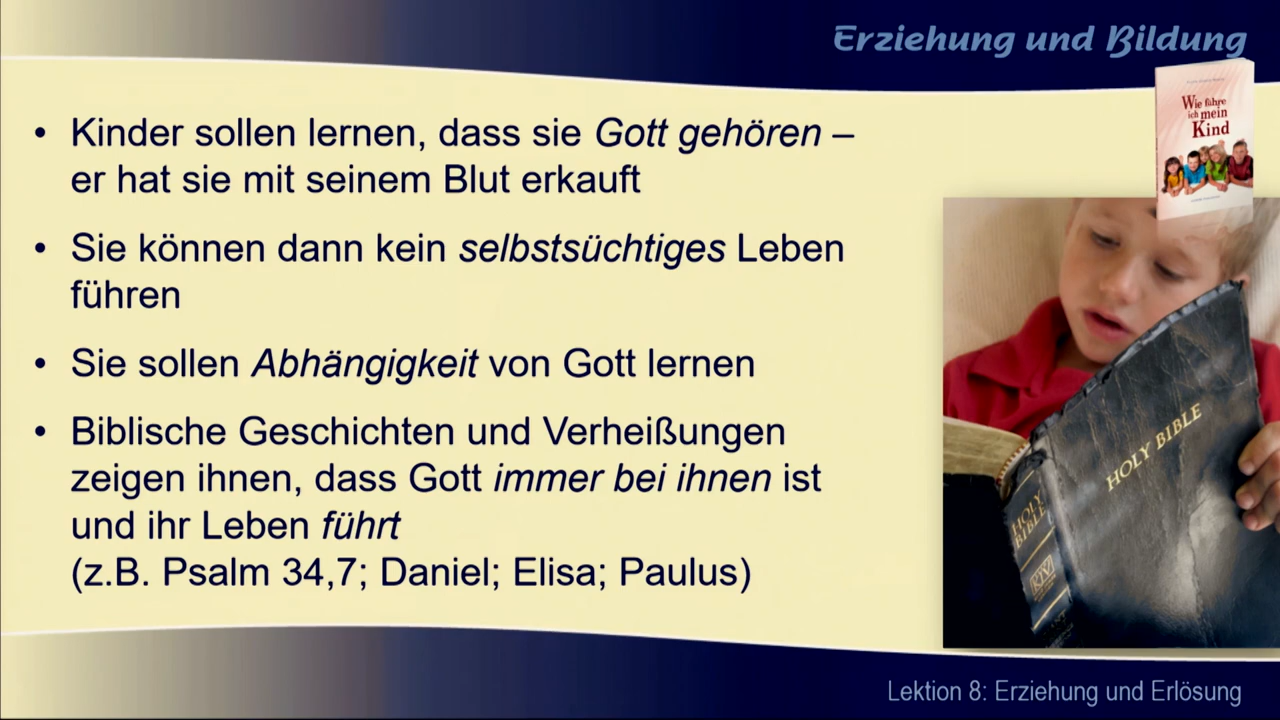 Erziehung und Bildung
Wie führe
ich mein
Kind
• Kinder sollen lernen, dass sie Gott gehören –
er hat sie mit seinem Blut erkauft
• Sie können dann kein selbstsüchtiges Leben
führen
• Sie sollen Abhängigkeit von Gott lernen
• Biblische Geschichten und Verheißungen
zeigen ihnen, dass Gott immer bei ihnen ist
und ihr Leben führt
(z.B. Psalm 34,7; Daniel; Elisa; Paulus)
HOLY BIBLE
HOLY
BIBLE
KJV
Lektion 8: Erziehung und Erlösung